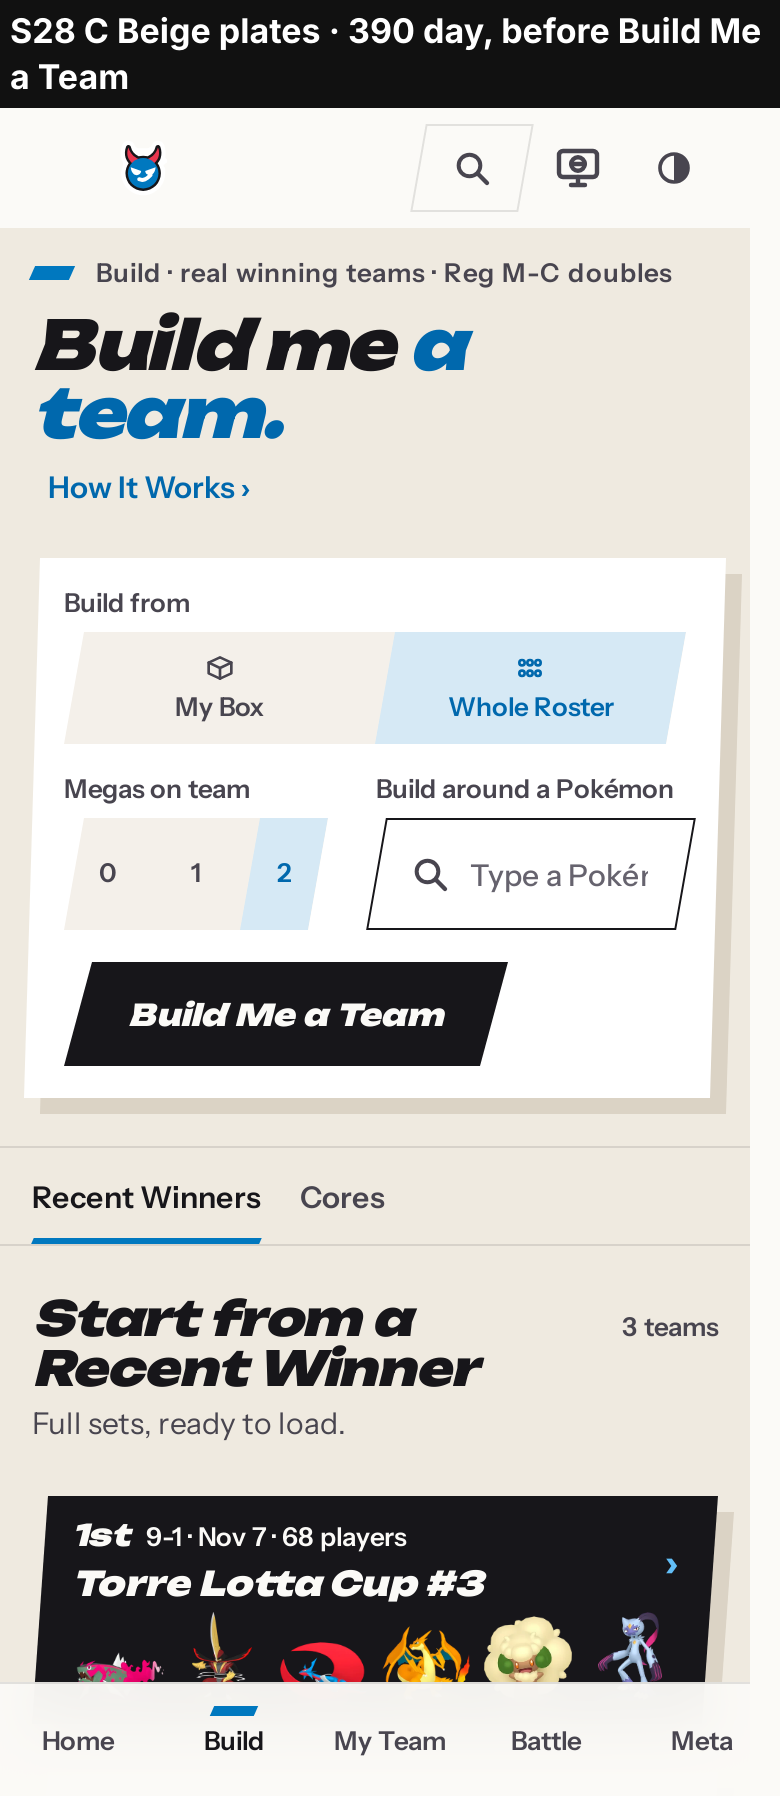 S28 C Beige plates · 390 day, before Build Me
a Team
Build · real winning teams · Reg M-C doubles
Build me a
team.
How It Works ›
Build from
My Box
Whole Roster
Megas on team
Build around a Pokémon
0 1 2
Type a Pokér
Build Me a Team
Recent Winners
Cores
Start from a
Recent Winner
3 teams
Full sets, ready to load.
1st 9-1 · Nov 7 · 68 players
Torre Lotta Cup #3
›
Home
Build
My Team
Battle
Meta